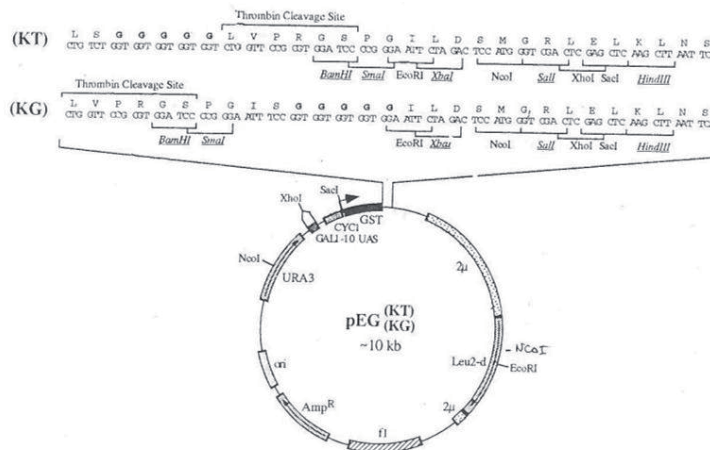 Thrombin Cleavage Site
L S G G G G G L V P R G S P G I L D S M G R L E L K L N S
(KT) CTG TCT GGT GGT GGT GGT GGT CTG GTT CCG CGT GGA TCC CCG GGA ATT CTA GAC TCC ATG GGT CGA CTC GAG CTC AAG CTT AAT TC
BamHI SmaI EcoRI XbaI NcoI SalI XhoI SacI HindIII
Thrombin Cleavage Site
L V P R G S P G I S G G G G G I L D S M G R L E L K L N S
(KG) CTG GTT CCG CGT GGA TCC CCG GGA ATT TCC GGT GGT GGT GGT GGA ATT CTA GAC TCC ATG GGT CGA CTC GAG CTC AAG CTT AAT TC
BamHI SmaI EcoRI XbaI NcoI SalI XhoI SacI HindIII
SacI
XhoI
GST
CYC1
GAL1-10 UAS
NcoI
URA3
2μ
pEG (KT)
(KG)
~10 kb
NCoI
Leu2-d
EcoRI
ori
Amp^R
2μ
f1